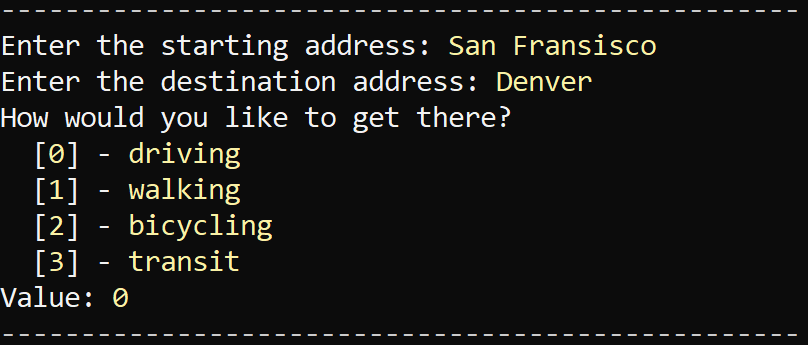 --------------------------------------------------
Enter the starting address: San Fransisco
Enter the destination address: Denver
How would you like to get there?
  [0] - driving
  [1] - walking
  [2] - bicycling
  [3] - transit
Value: 0
--------------------------------------------------